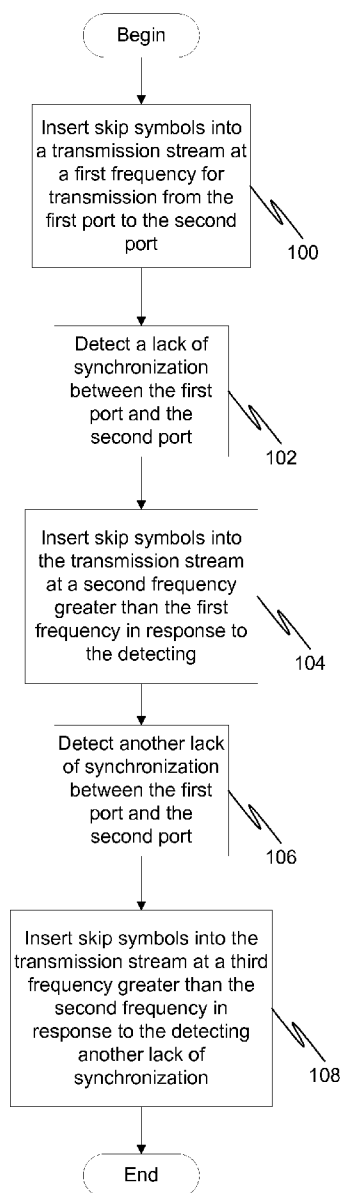 Begin
Insert skip symbols into
a transmission stream at
a first frequency for
transmission from the
first port to the second
port
100
Detect a lack of
synchronization
between the first
port and the
second port
102
Insert skip symbols into
the transmission stream
at a second frequency
greater than the first
frequency in response to
the detecting
104
Detect another lack
of synchronization
between the first
port and the
second port
106
Insert skip symbols into the
transmission stream at a third
frequency greater than the
second frequency in
response to the detecting
another lack of
synchronization
108
End